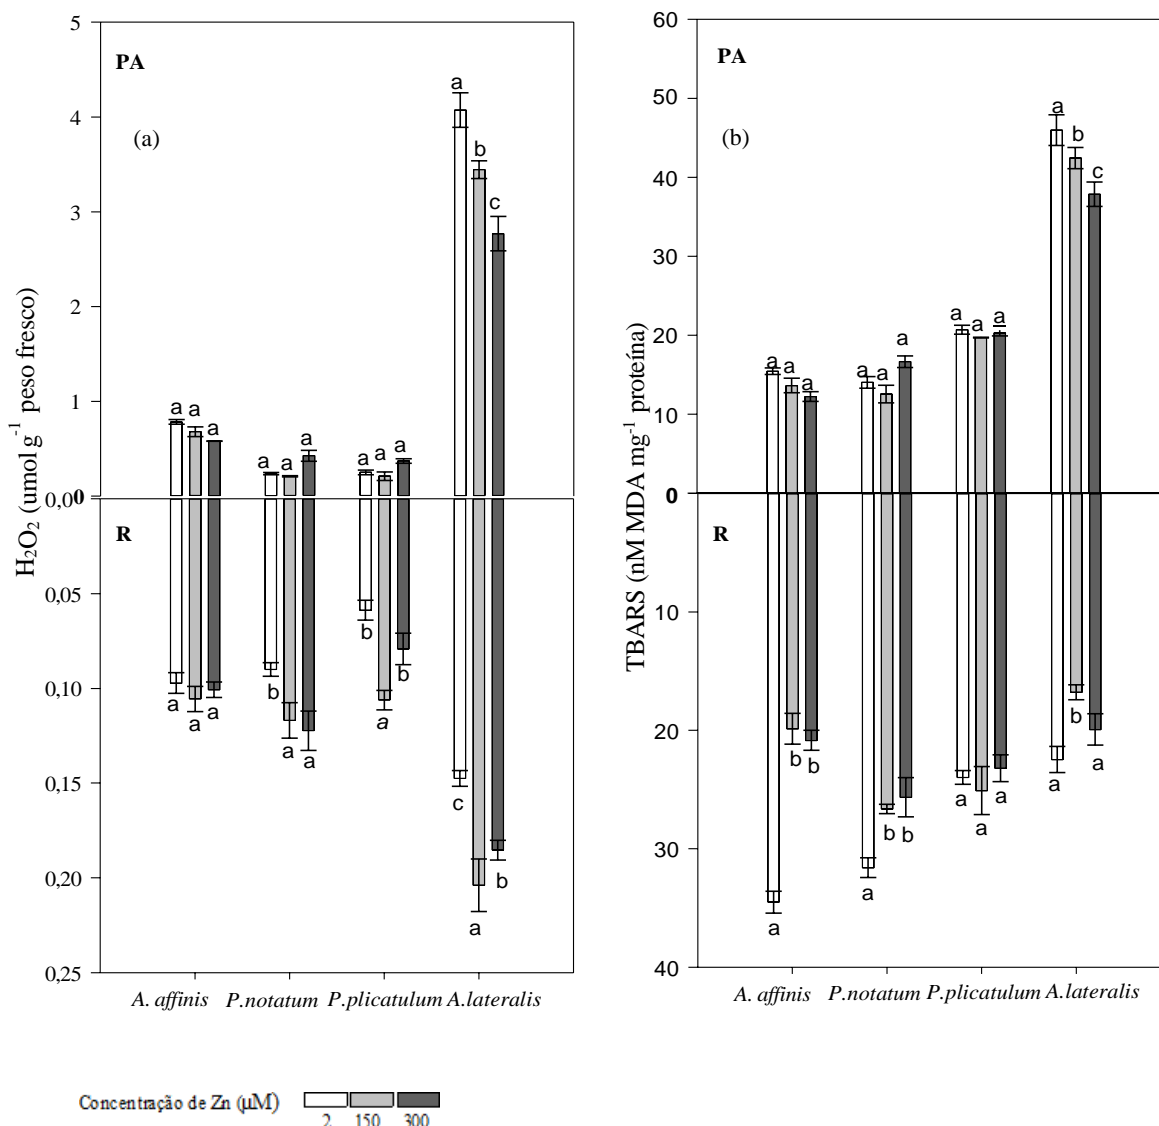 5
PA
a
(a)
4
b
3
c
2
1
a
a
a
a
a
a
a
a
a
0
0,00
R
0,05
b
b
0,10
b
a
a
a
a
a
a
0,15
c
b
0,20
a
0,25
H₂O₂ (umol g⁻¹ peso fresco)
A. affinis P.notatum P.plicatulum A.lateralis
60
PA
50
a
(b)
b
40
c
30
20
a
a
a
a
a
a
a
a
a
10
0
R
10
20
b
b
b
a
a
a
a
b
b
30
a
a
40
TBARS (nM MDA mg⁻¹ proteína)
A. affinis P.notatum P.plicatulum A.lateralis
Concentração de Zn (µM)
2 150 300